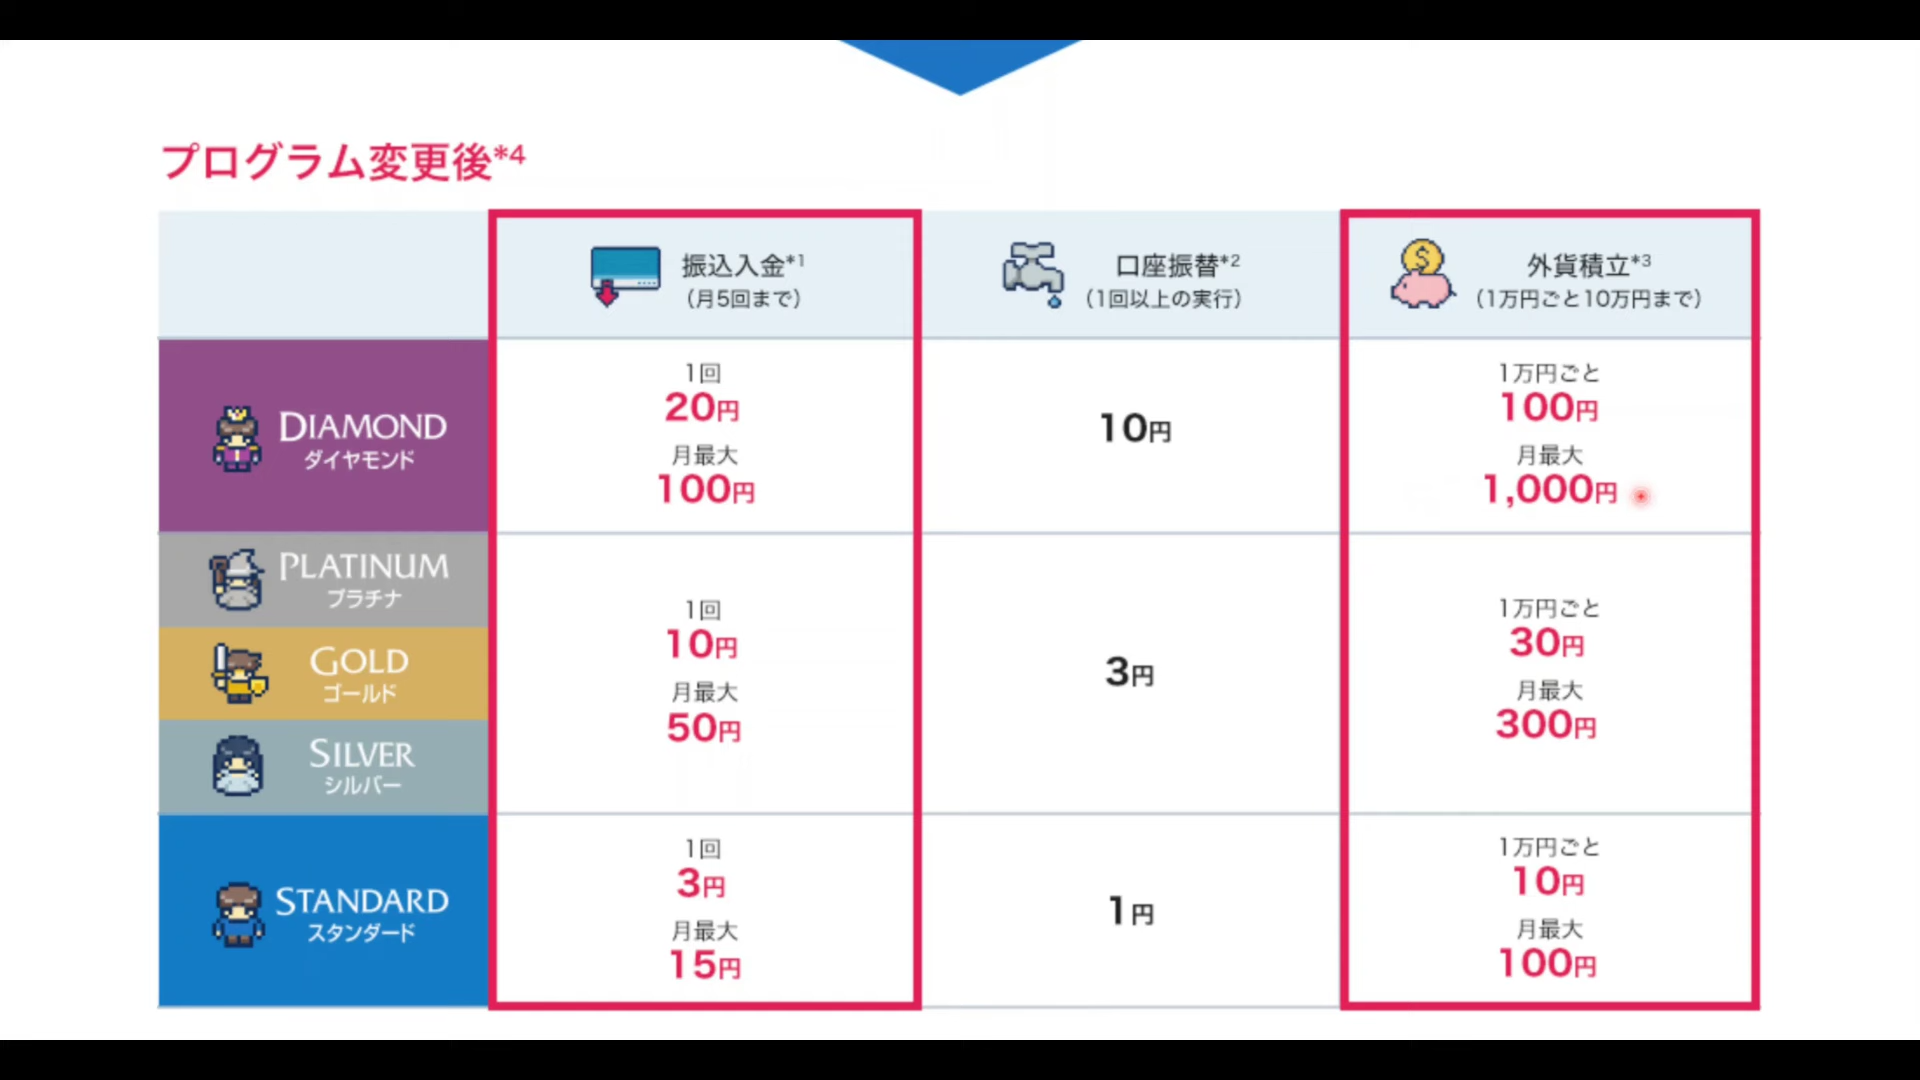 プログラム変更後*4
振込入金*1
（月5回まで）
口座振替*2
（1回以上の実行）
外貨積立*3
（1万円ごと10万円まで）
DIAMOND
ダイヤモンド
1回
20円
月最大
100円
10円
1万円ごと
100円
月最大
1,000円
PLATINUM
プラチナ
GOLD
ゴールド
SILVER
シルバー
1回
10円
月最大
50円
3円
1万円ごと
30円
月最大
300円
STANDARD
スタンダード
1回
3円
月最大
15円
1円
1万円ごと
10円
月最大
100円